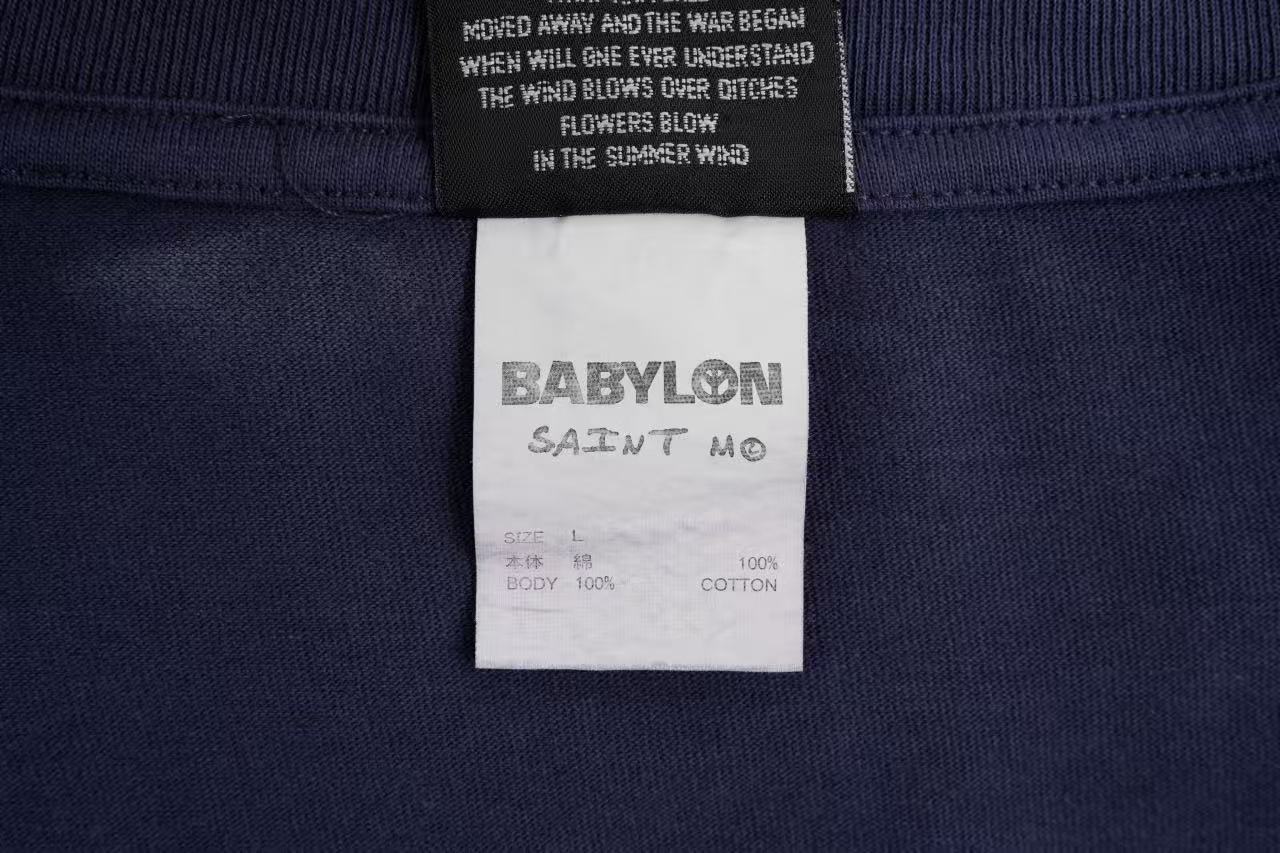 MOVED AWAY AND THE WAR BEGAN
WHEN WILL ONE EVER UNDERSTAND
THE WIND BLOWS OVER DITCHES
FLOWERS BLOW
IN THE SUMMER WIND
BABYLON
SAINT M©
SIZE L
本体 綿 100%
BODY 100% COTTON